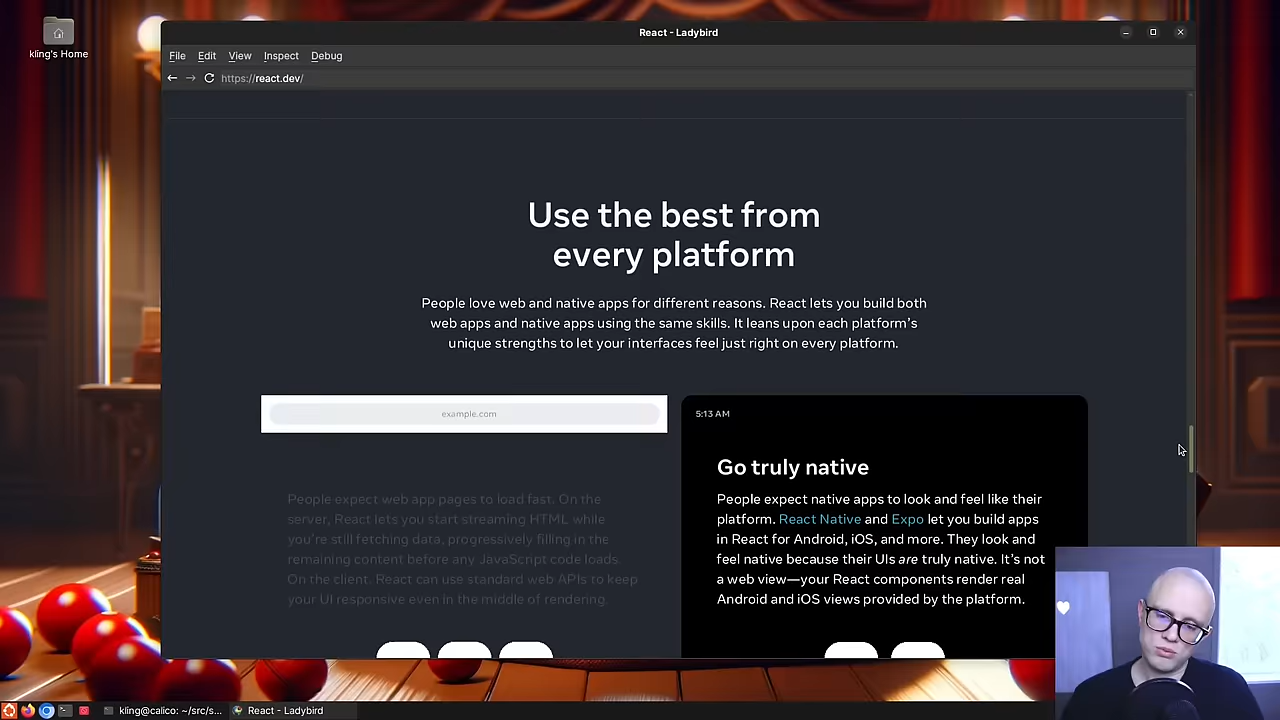 kling's Home
React - Ladybird
File Edit View Inspect Debug
https://react.dev/
Use the best from
every platform
People love web and native apps for different reasons. React lets you build both
web apps and native apps using the same skills. It leans upon each platform's
unique strengths to let your interfaces feel just right on every platform.
example.com
People expect web app pages to load fast. On the
server, React lets you start streaming HTML while
you're still fetching data, progressively filling in the
remaining content before any JavaScript code loads.
On the client, React can use standard web APIs to keep
your UI responsive even in the middle of rendering.
5:13 AM
Go truly native
People expect native apps to look and feel like their
platform. React Native and Expo let you build apps
in React for Android, iOS, and more. They look and
feel native because their UIs are truly native. It's not
a web view—your React components render real
Android and iOS views provided by the platform.
kling@calico: ~/src/s...
React - Ladybird